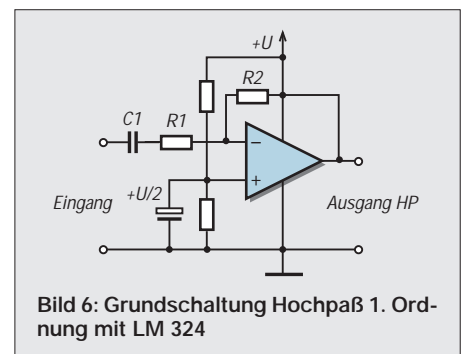 +U
R2
C1
R1
−
+
Eingang
+U/2
Ausgang HP
Bild 6: Grundschaltung Hochpaß 1. Ord-
nung mit LM 324